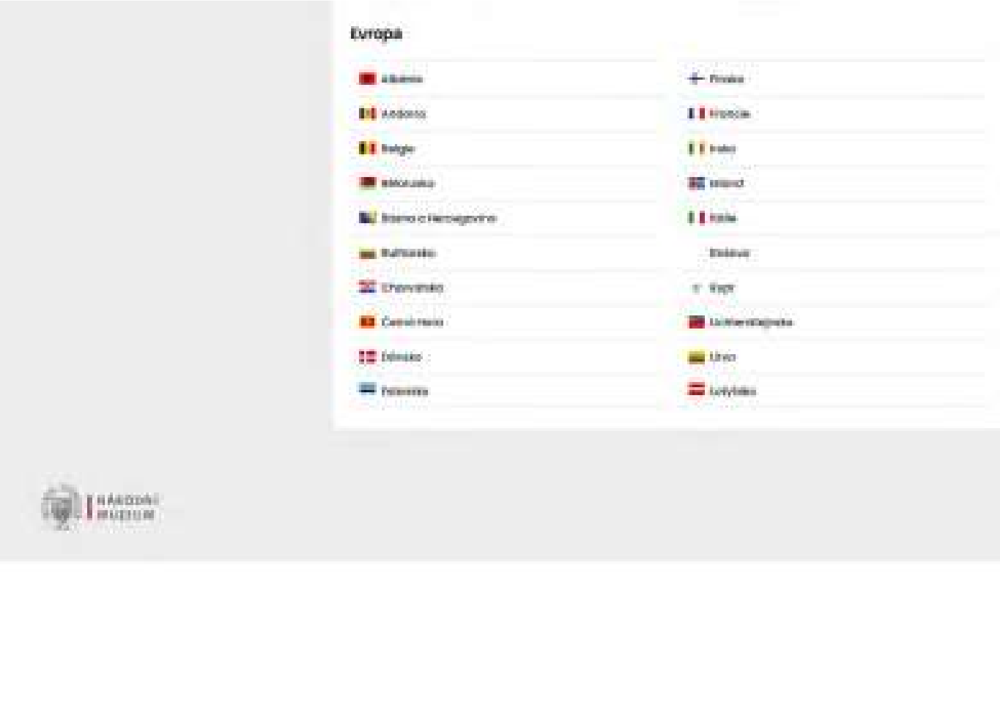 Evropa
Albánie
Andorra
Belgie
Bělorusko
Bosna a Hercegovina
Bulharsko
Chorvatsko
Černá Hora
Dánsko
Estonsko
Finsko
Francie
Irsko
Island
Itálie
Kosovo
Kypr
Lichtenštejnsko
Litva
Lotyšsko
NÁRODNÍ
MUZEUM